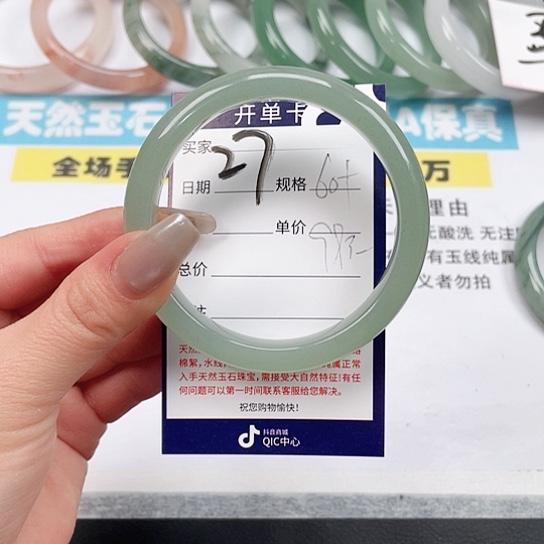 天然玉石
A保真
全场手
万
开单卡
买家 27
日期 规格 60+
单价
总价
理由
无酸洗 无注
有玉线纯属
义者勿拍
入手天然玉石珠宝,需接受大自然特征!有任
何问题可以第一时间联系客服给您解决。
祝您购物愉快!
抖音商城
QIC中心